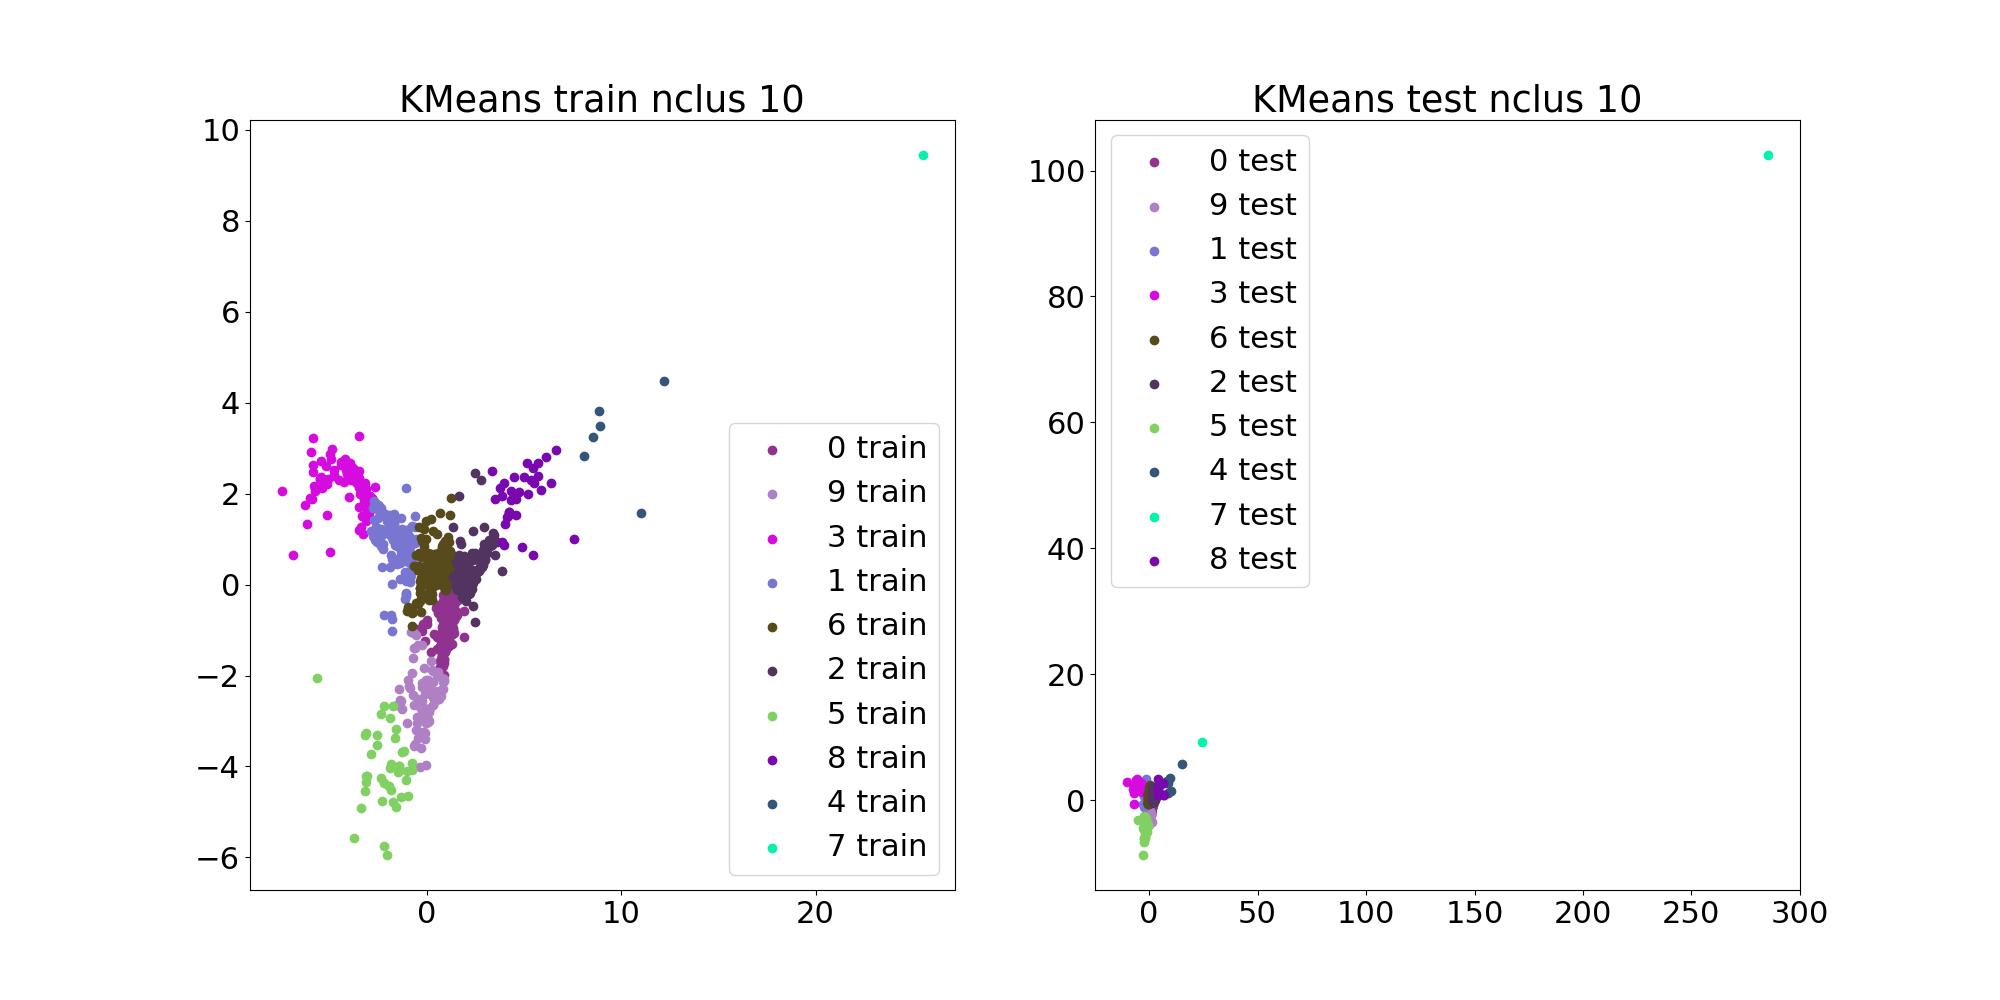 KMeans train nclus 10
10
8
6
4
2
0
−2
−4
−6
0
10
20
0 train
9 train
3 train
1 train
6 train
2 train
5 train
8 train
4 train
7 train
KMeans test nclus 10
100
80
60
40
20
0
0
50
100
150
200
250
300
0 test
9 test
1 test
3 test
6 test
2 test
5 test
4 test
7 test
8 test